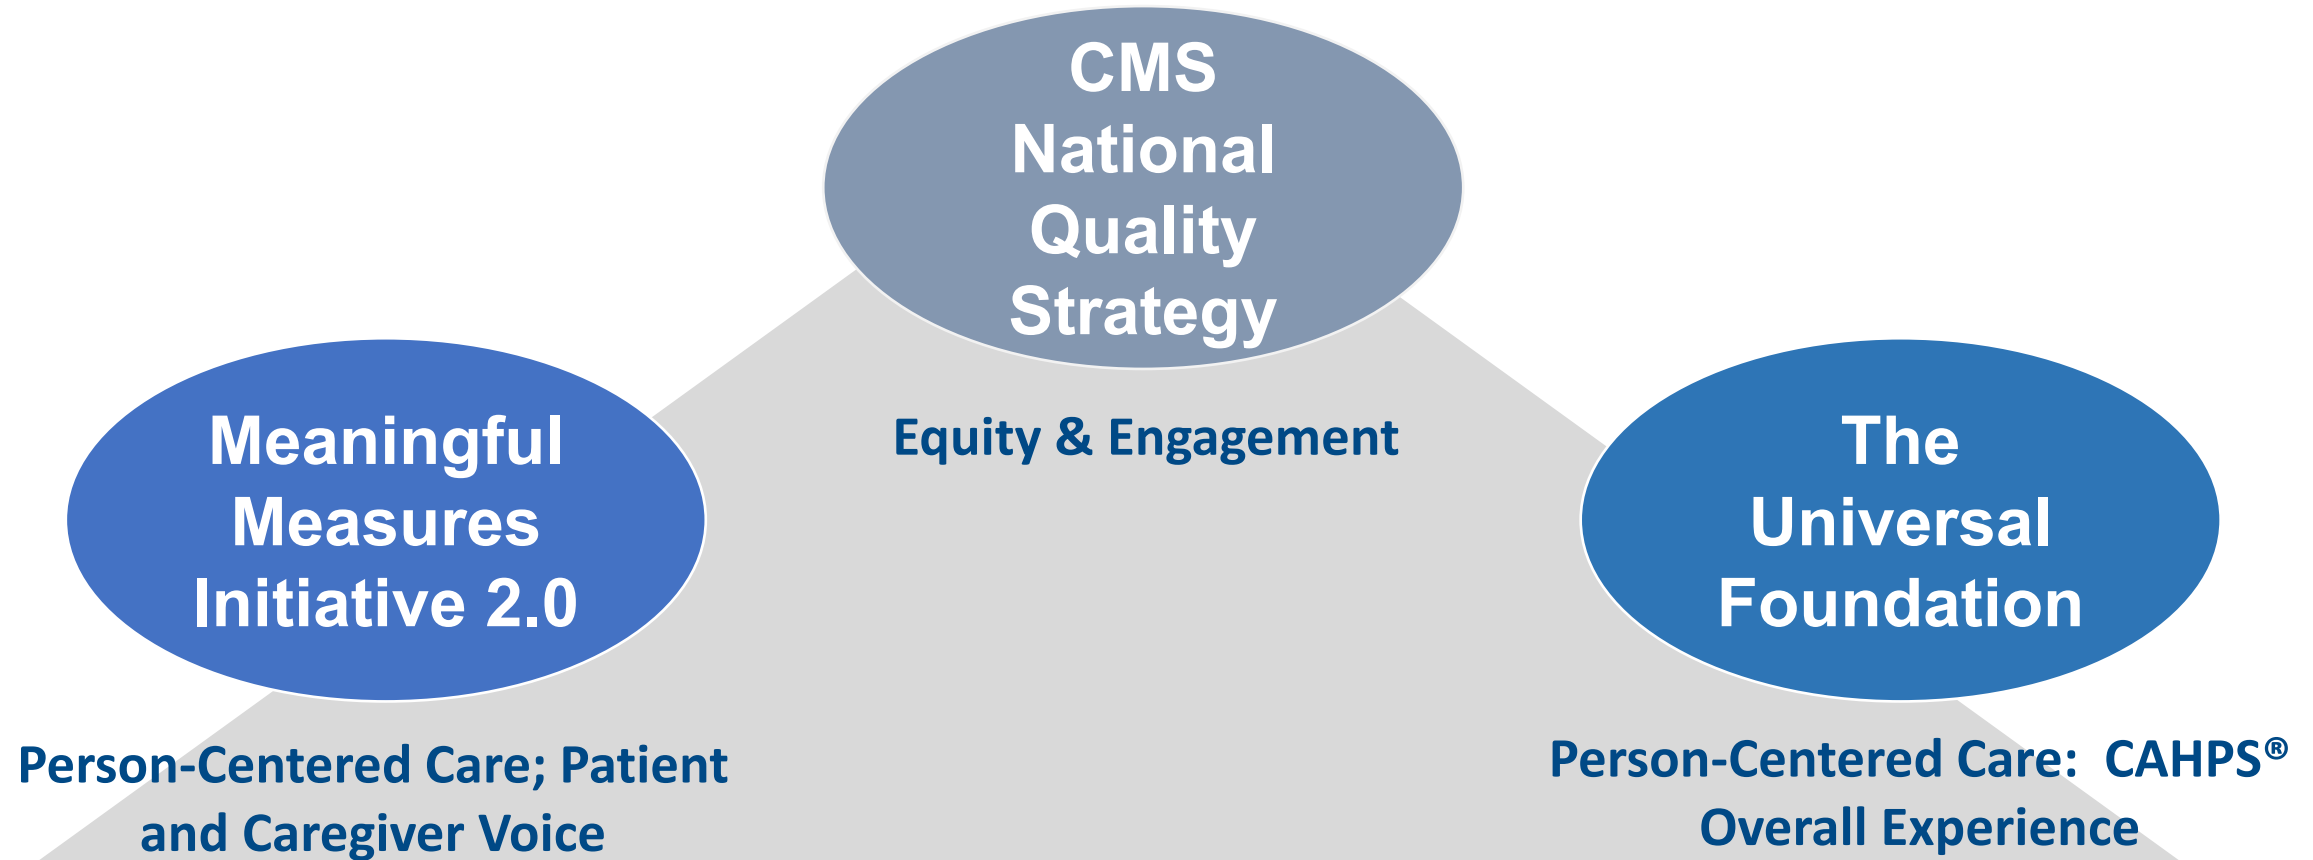 CMS
National
Quality
Strategy
Equity & Engagement
Meaningful
Measures
Initiative 2.0
Person-Centered Care; Patient
and Caregiver Voice
The
Universal
Foundation
Person-Centered Care:  CAHPS®
Overall Experience